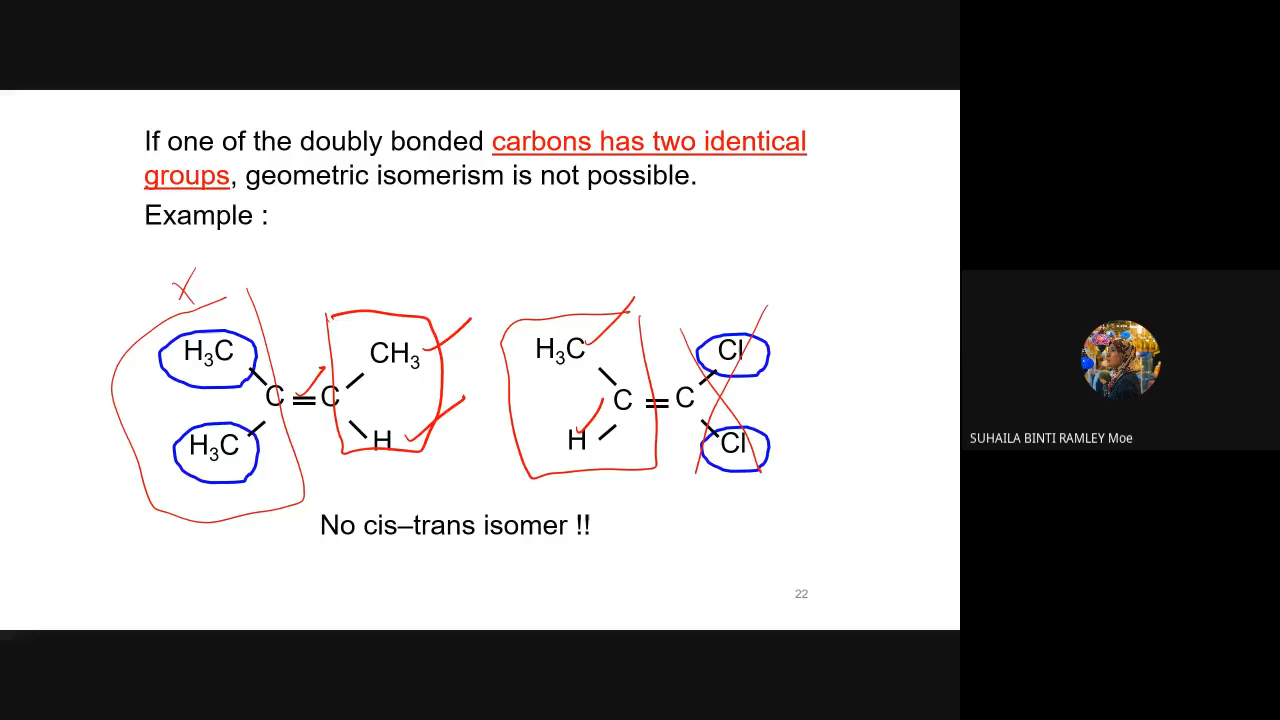 If one of the doubly bonded carbons has two identical
groups, geometric isomerism is not possible.
Example :
X
H₃C CH₃
C = C
H₃C H
H₃C Cl
C = C
H Cl
No cis–trans isomer !!
22
SUHAILA BINTI RAMLEY Moe